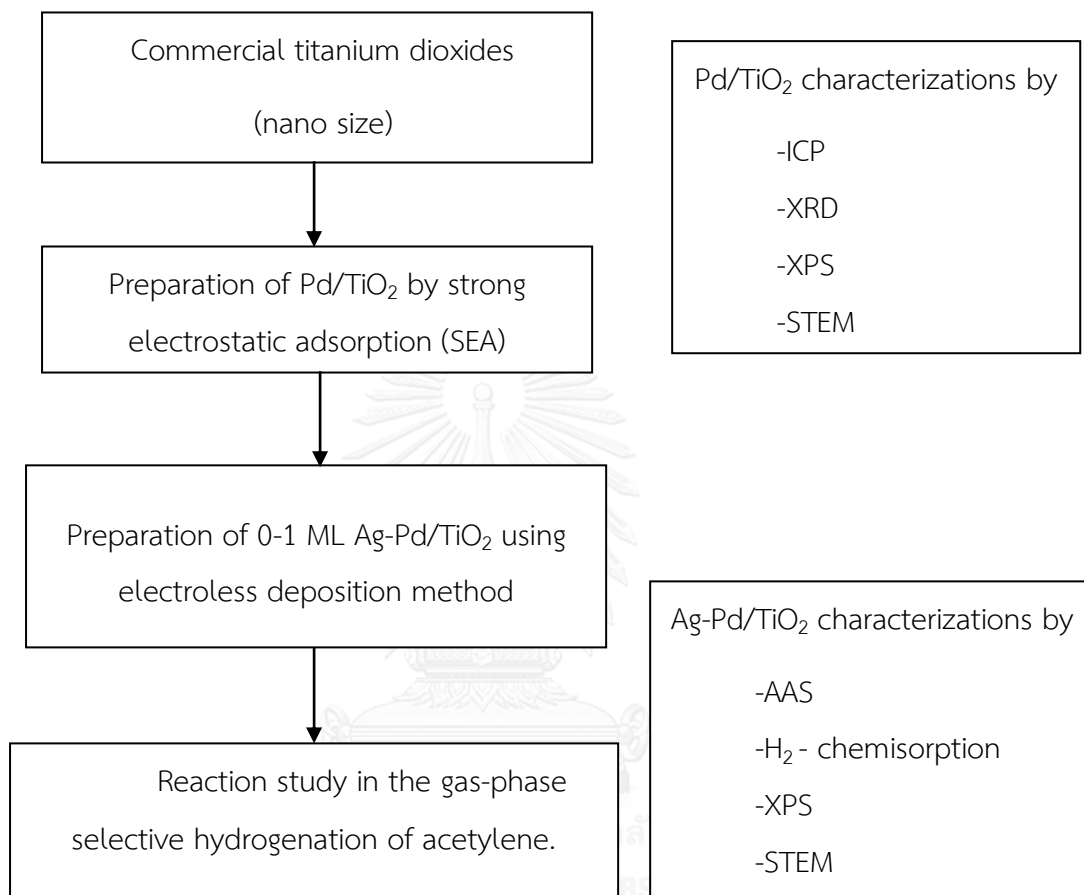 Commercial titanium dioxides
(nano size)
Pd/TiO₂ characterizations by
-ICP
-XRD
-XPS
-STEM
Preparation of Pd/TiO₂ by strong
electrostatic adsorption (SEA)
Preparation of 0-1 ML Ag-Pd/TiO₂ using
electroless deposition method
Ag-Pd/TiO₂ characterizations by
-AAS
-H₂ - chemisorption
-XPS
-STEM
Reaction study in the gas-phase
selective hydrogenation of acetylene.